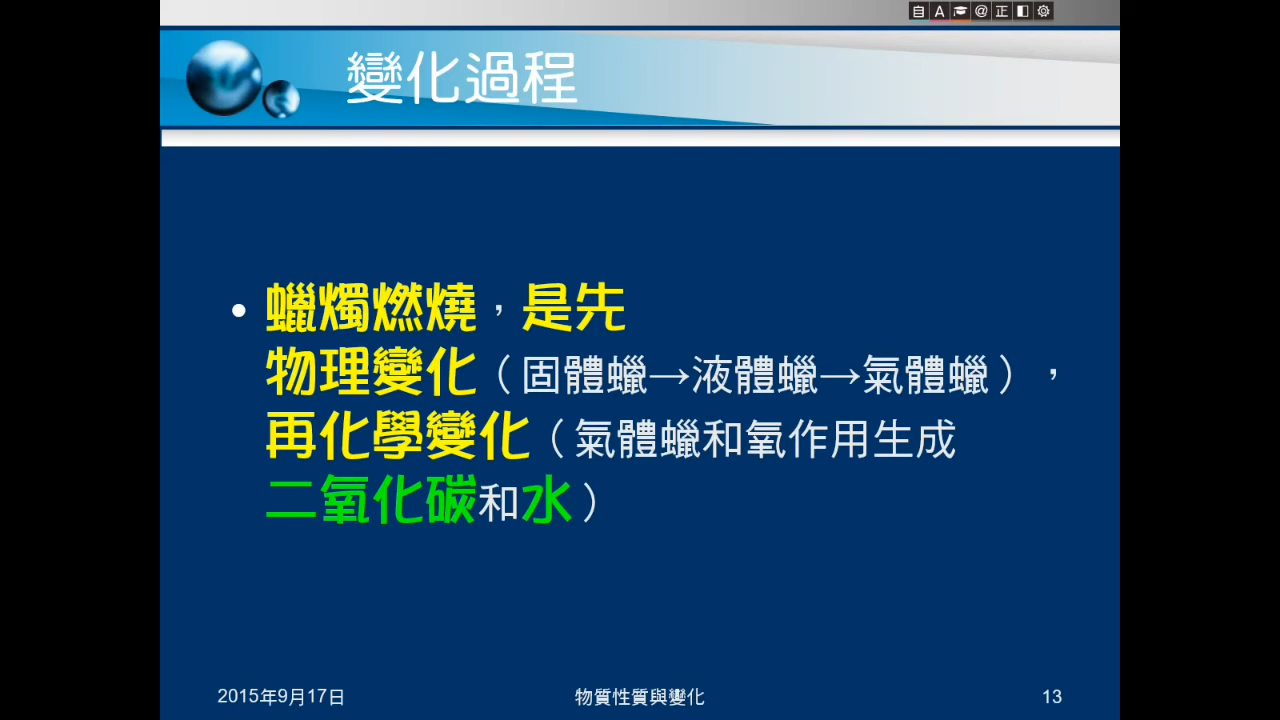 自 A @ 正
變化過程
• 蠟燭燃燒，是先
物理變化（固體蠟→液體蠟→氣體蠟），
再化學變化（氣體蠟和氧作用生成
二氧化碳和水）
2015年9月17日 物質性質與變化 13